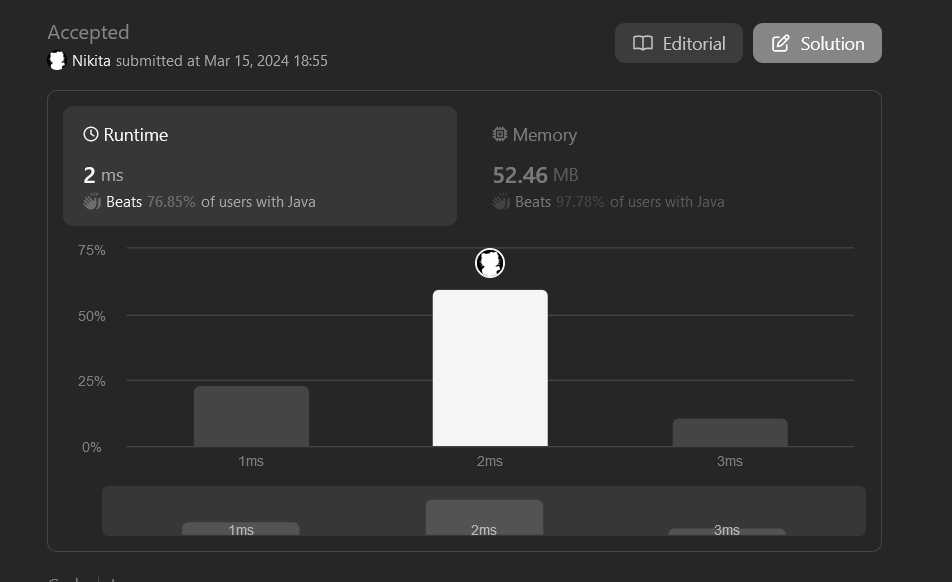 Accepted
Nikita submitted at Mar 15, 2024 18:55
Editorial
Solution
Runtime
2 ms
Beats 76.85% of users with Java
Memory
52.46 MB
Beats 97.78% of users with Java
75%
50%
25%
0%
1ms 2ms 3ms
1ms 2ms 3ms